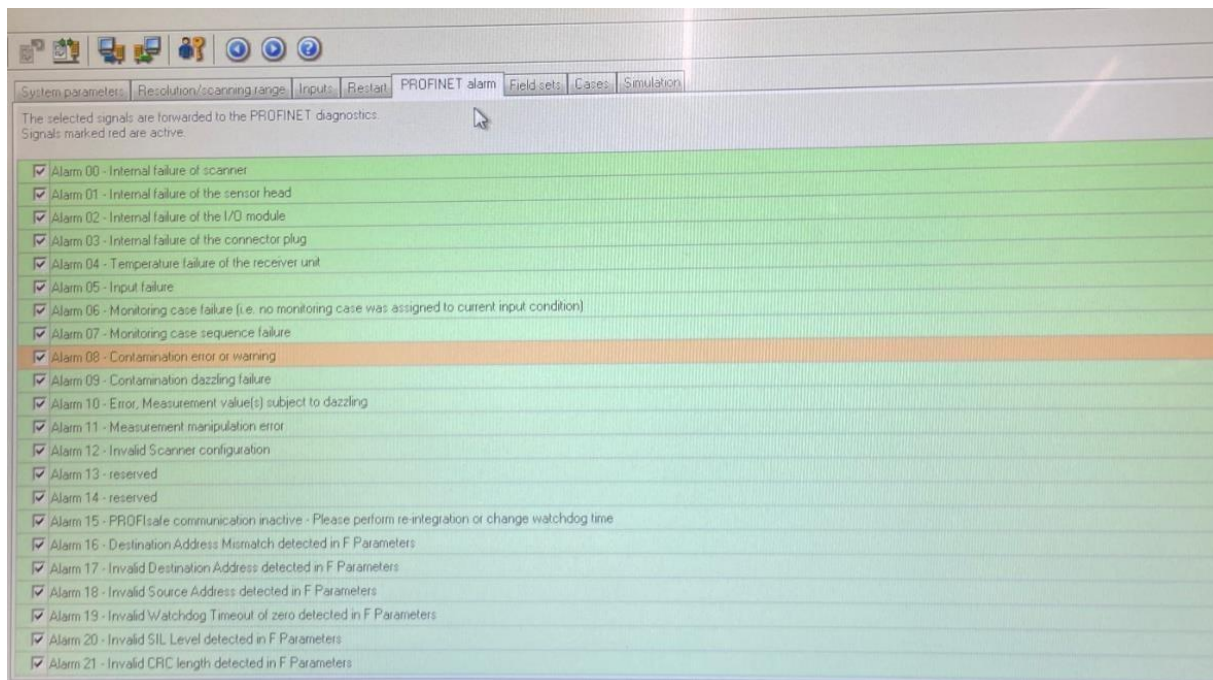 System parameters Resolution/scanning range Inputs Restart PROFINET alarm Field sets Cases Simulation
The selected signals are forwarded to the PROFINET diagnostics.
Signals marked red are active.
Alarm 00 - Internal failure of scanner
Alarm 01 - Internal failure of the sensor head
Alarm 02 - Internal failure of the I/O module
Alarm 03 - Internal failure of the connector plug
Alarm 04 - Temperature failure of the receiver unit
Alarm 05 - Input failure
Alarm 06 - Monitoring case failure (i.e. no monitoring case was assigned to current input condition)
Alarm 07 - Monitoring case sequence failure
Alarm 08 - Contamination error or warning
Alarm 09 - Contamination dazzling failure
Alarm 10 - Error, Measurement value(s) subject to dazzling
Alarm 11 - Measurement manipulation error
Alarm 12 - Invalid Scanner configuration
Alarm 13 - reserved
Alarm 14 - reserved
Alarm 15 - PROFIsafe communication inactive - Please perform re-integration or change watchdog time
Alarm 16 - Destination Address Mismatch detected in F Parameters
Alarm 17 - Invalid Destination Address detected in F Parameters
Alarm 18 - Invalid Source Address detected in F Parameters
Alarm 19 - Invalid Watchdog Timeout of zero detected in F Parameters
Alarm 20 - Invalid SIL Level detected in F Parameters
Alarm 21 - Invalid CRC length detected in F Parameters